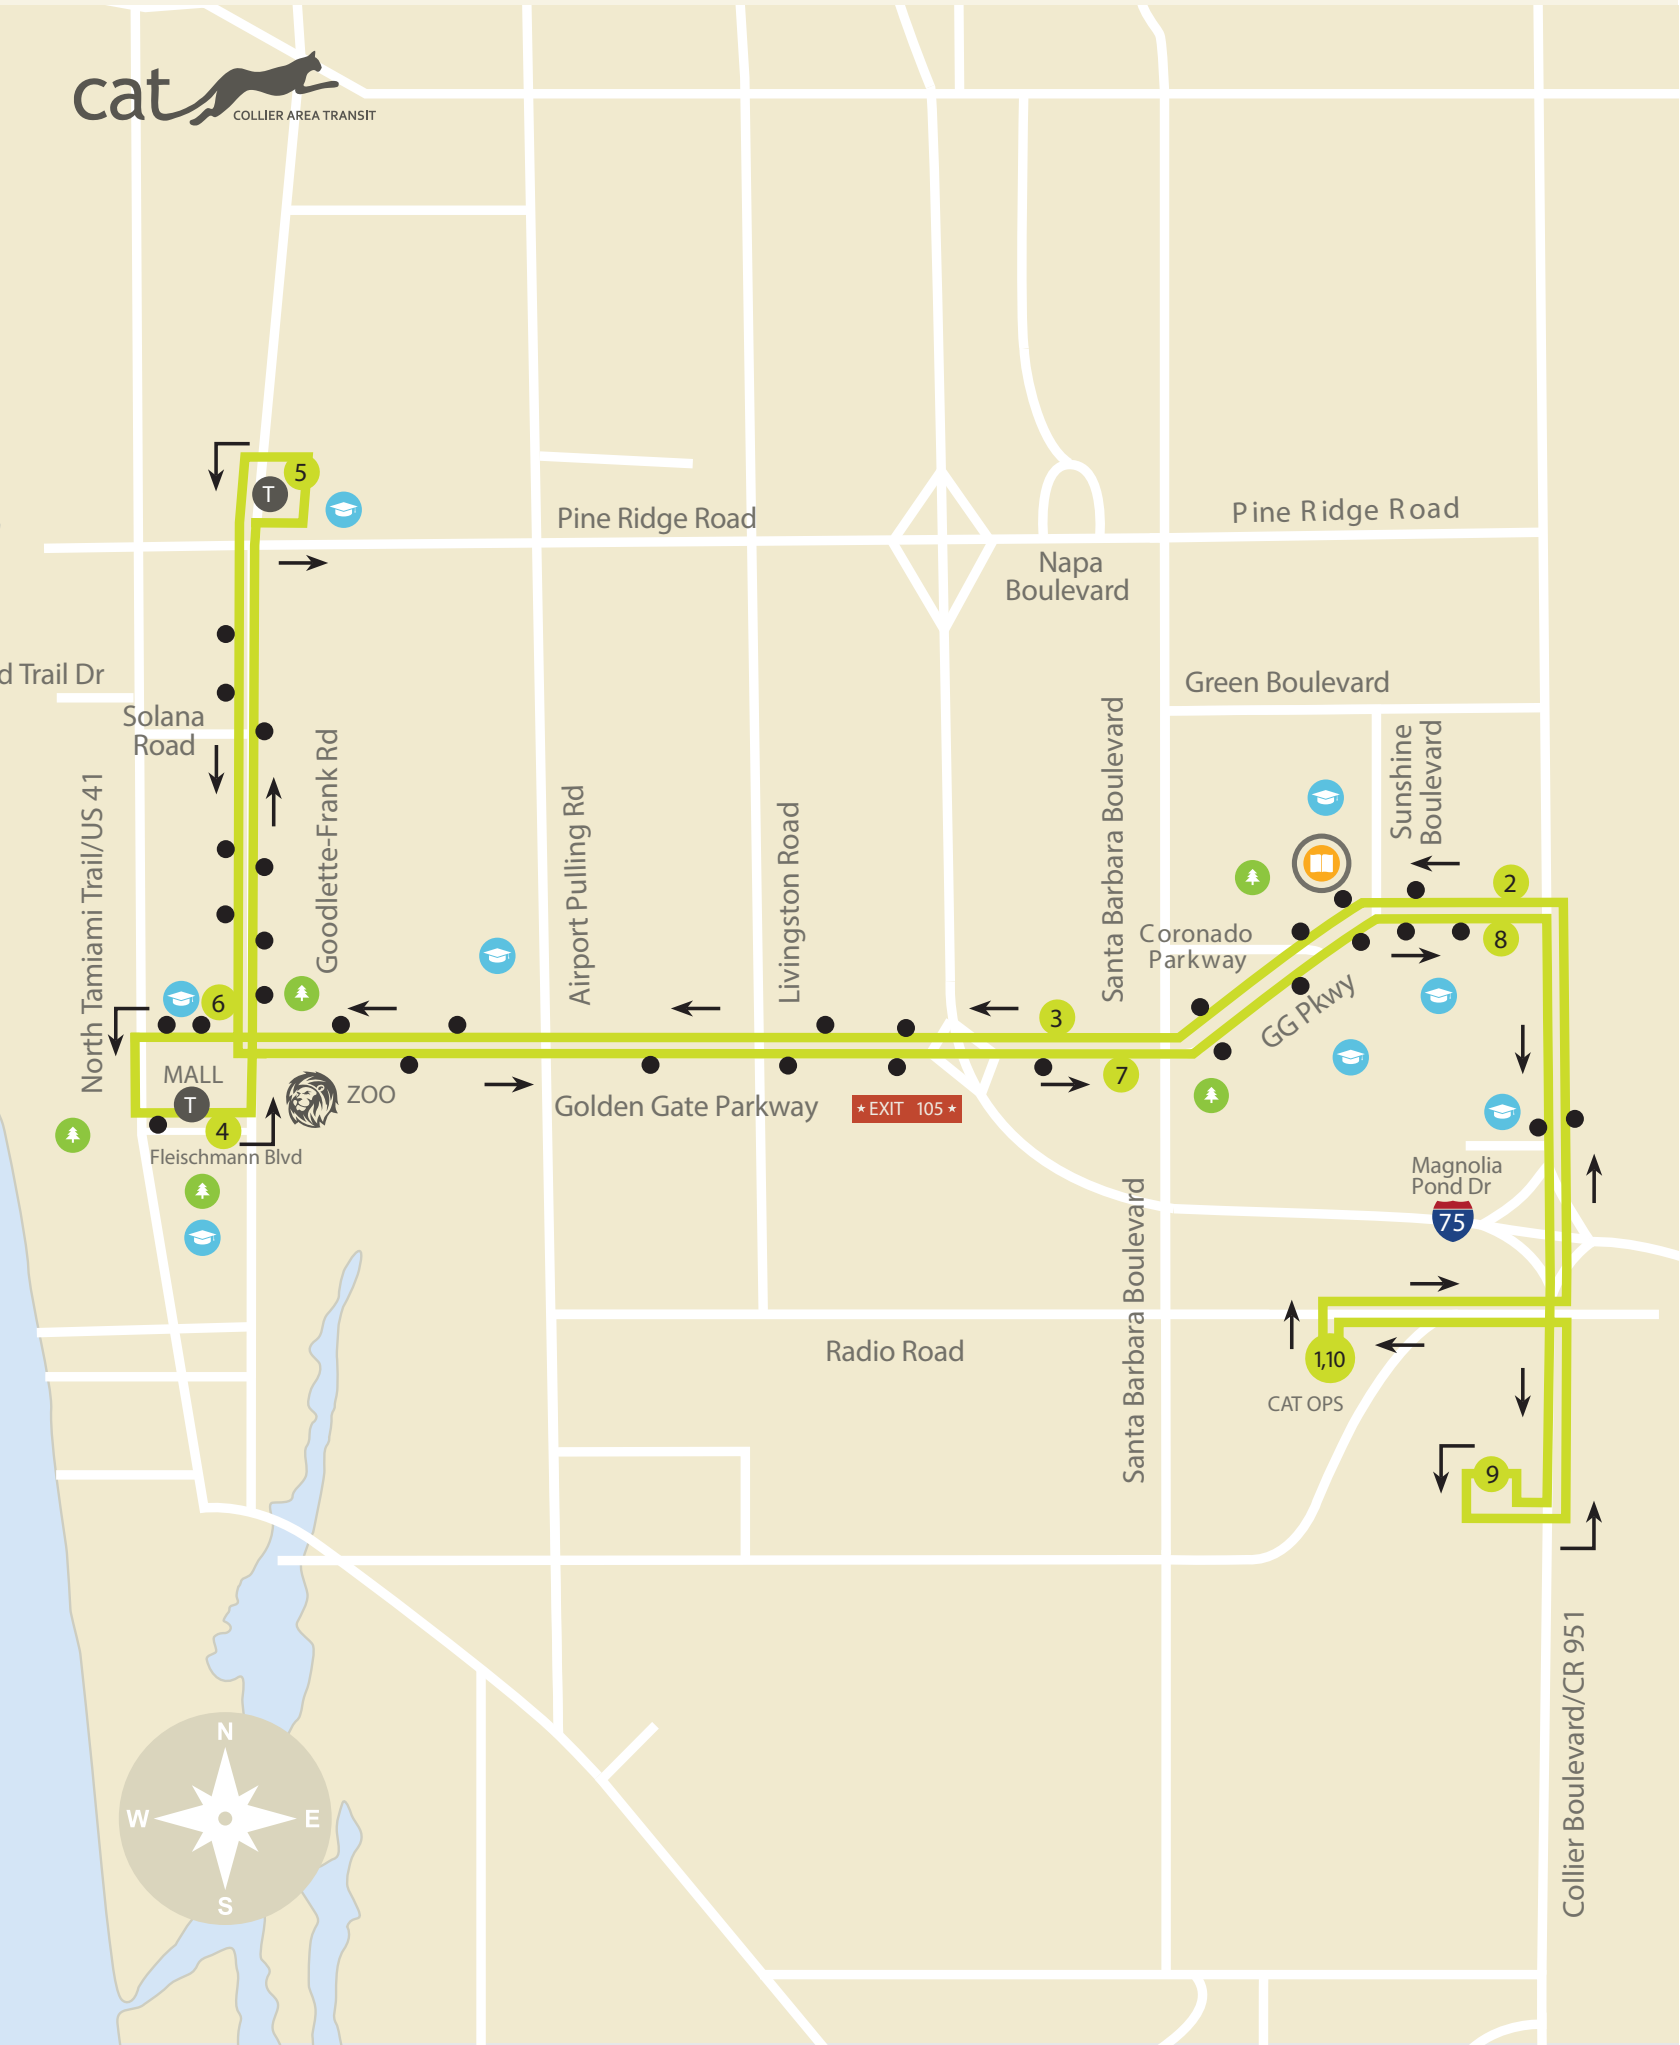 cat
COLLIER AREA TRANSIT
5
T
Pine Ridge Road
Pine Ridge Road
Napa
Boulevard
d Trail Dr
Solana
Road
Green Boulevard
North Tamiami Trail/US 41
Goodlette-Frank Rd
Airport Pulling Rd
Livingston Road
Santa Barbara Boulevard
Sunshine
Boulevard
2
8
Coronado
Parkway
GG Pkwy
6
3
7
MALL
T
ZOO
4
Fleischmann Blvd
Golden Gate Parkway
EXIT 105
Magnolia
Pond Dr
75
Santa Barbara Boulevard
Radio Road
1,10
CAT OPS
9
Collier Boulevard/CR 951
N
W
E
S